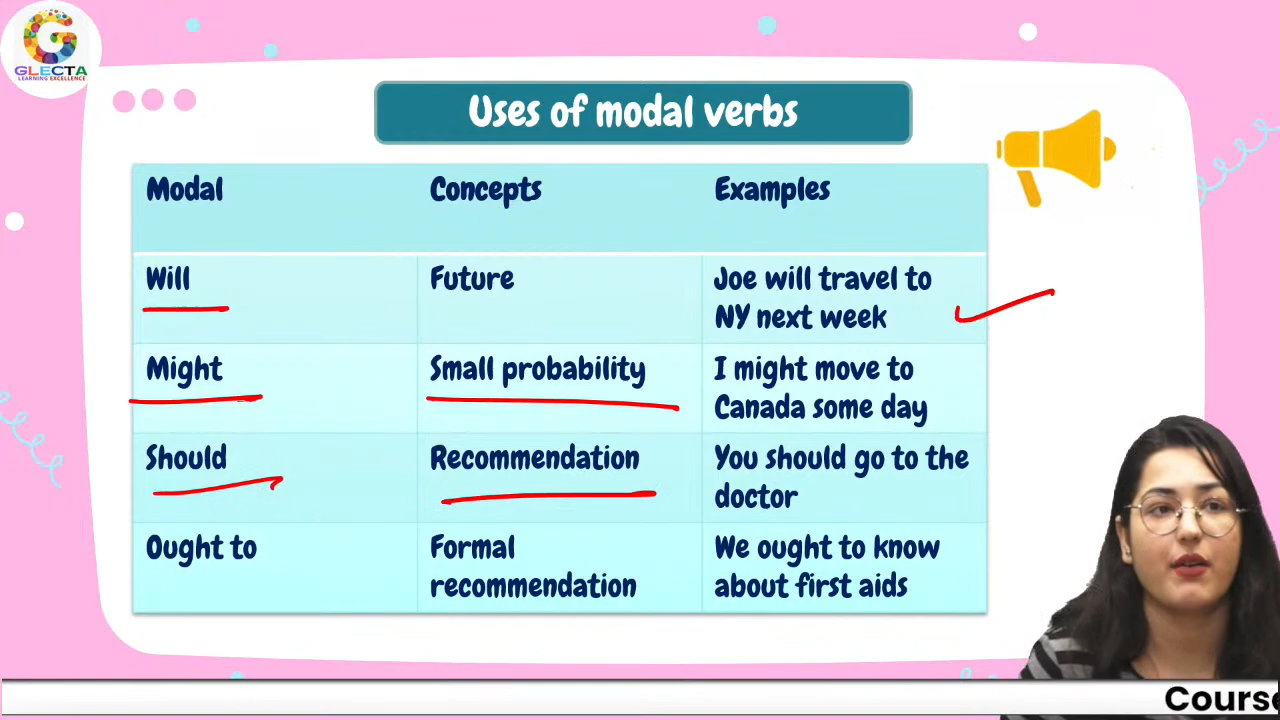 G
GLECTA
LEARNING EXCELLENCE
Uses of modal verbs
Modal Concepts Examples
Will Future Joe will travel to
NY next week
Might Small probability I might move to
Canada some day
Should Recommendation You should go to the
doctor
Ought to Formal We ought to know
recommendation about first aids